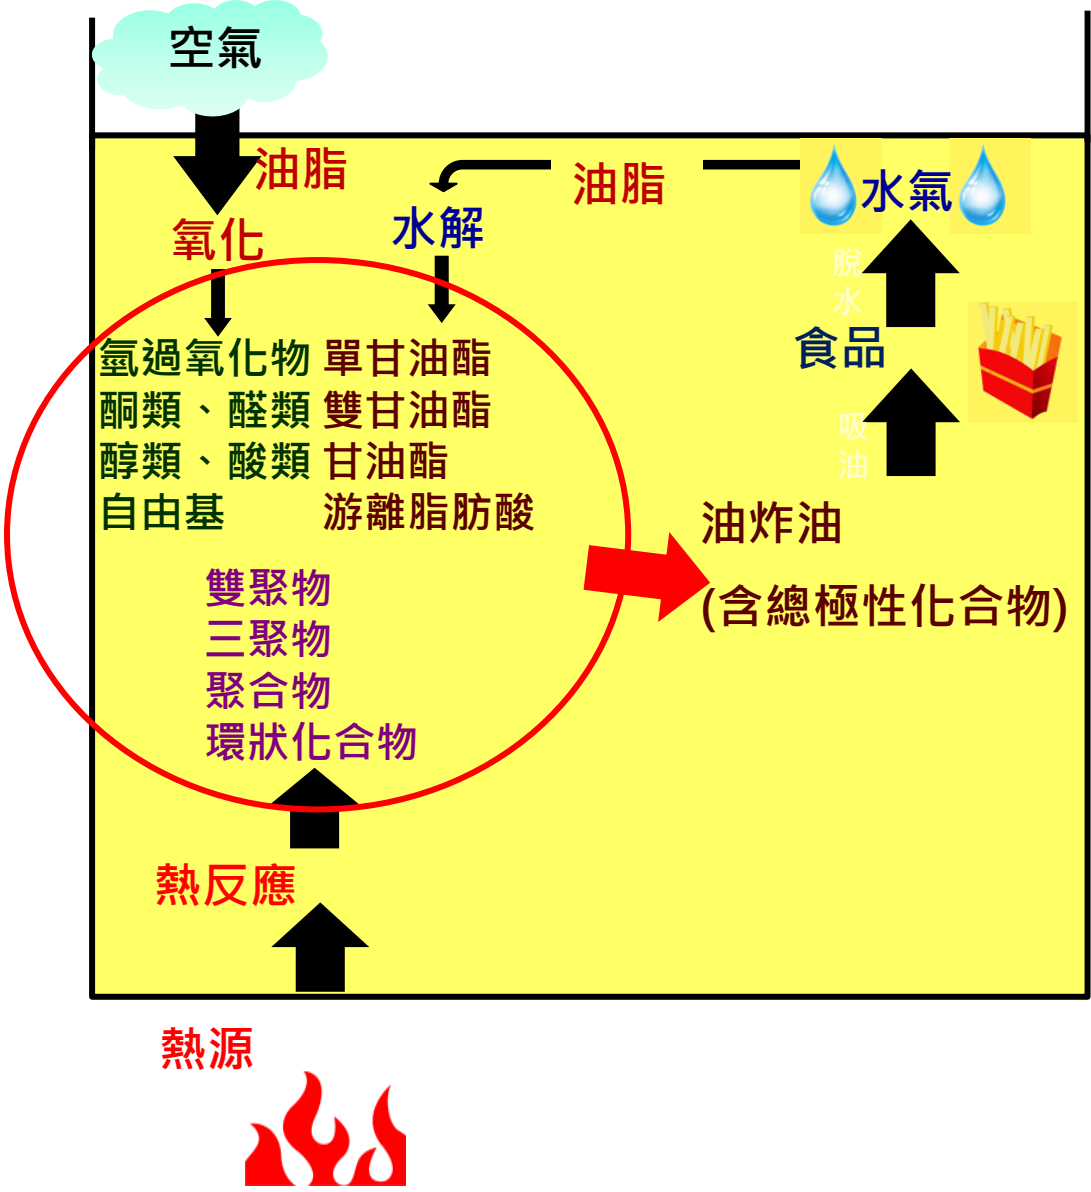 空氣
油脂
氧化
水解
油脂
水氣
脫水
食品
吸油
氫過氧化物
酮類、醛類
醇類、酸類
自由基
單甘油酯
雙甘油酯
甘油酯
游離脂肪酸
油炸油
(含總極性化合物)
雙聚物
三聚物
聚合物
環狀化合物
熱反應
熱源